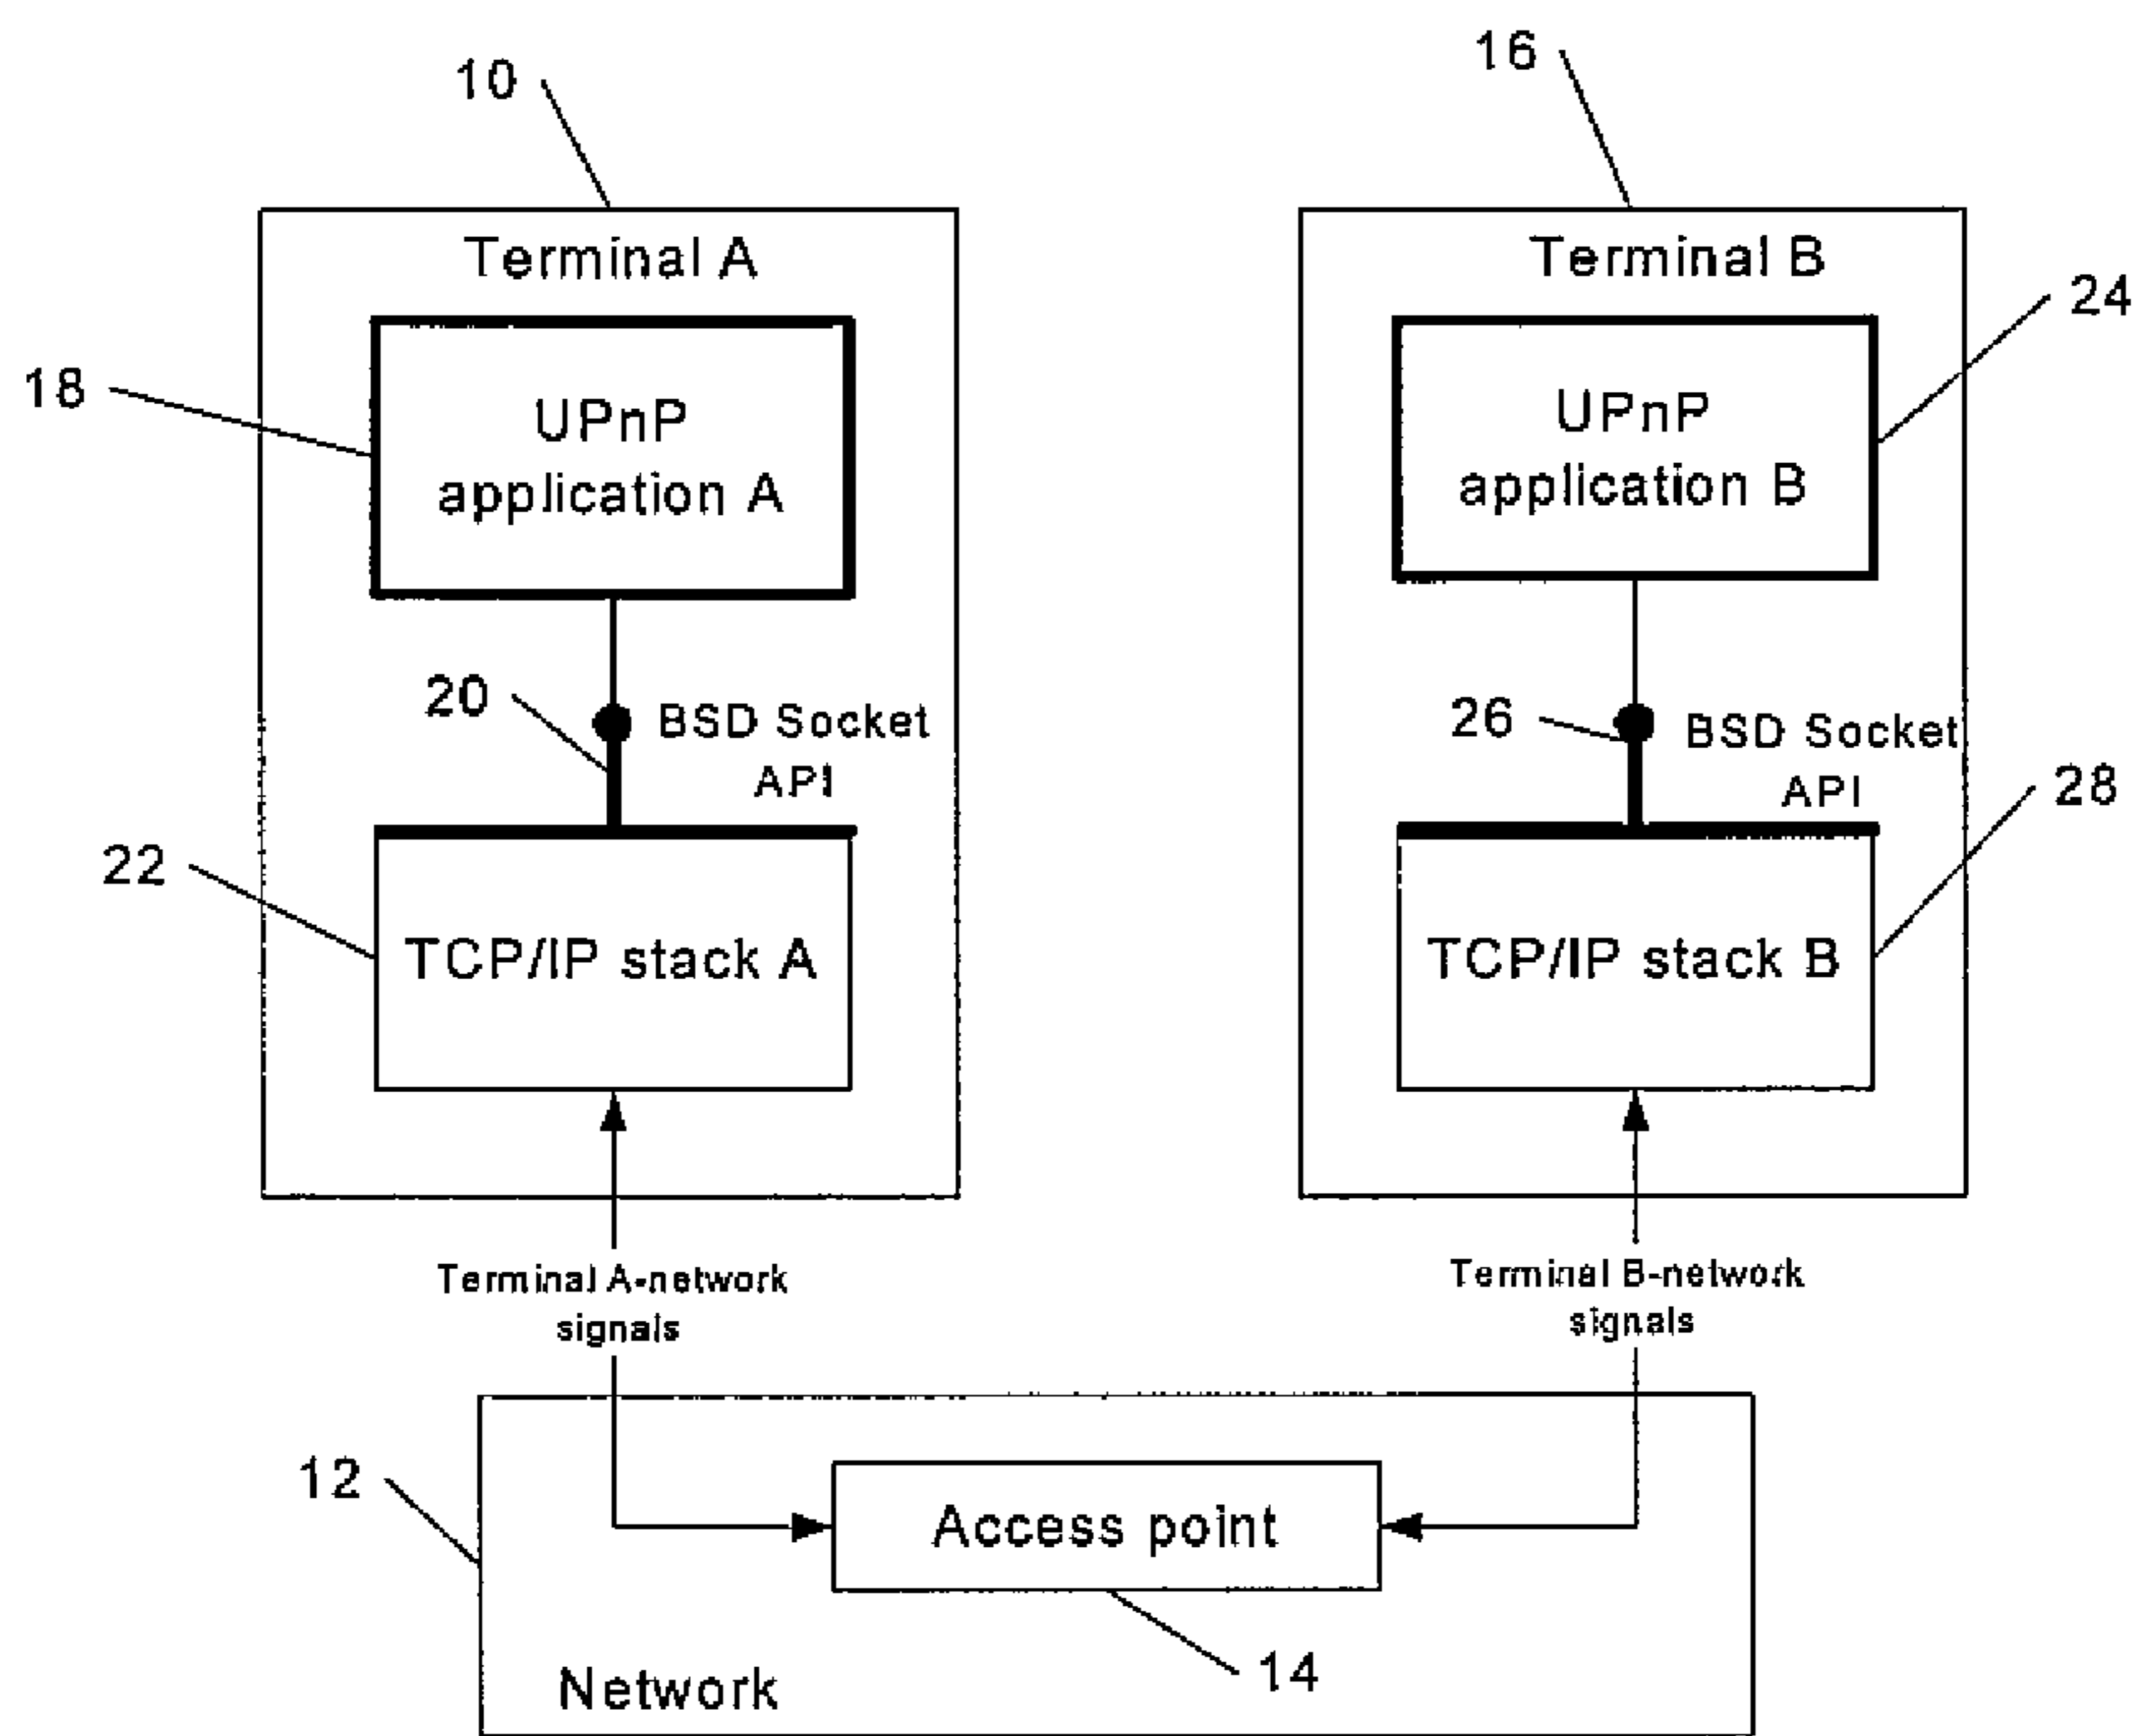 10
16
Terminal A
Terminal B
24
18
UPnP
application A
UPnP
application B
20
BSD Socket
API
26
BSD Socket
API
28
22
TCP/IP stack A
TCP/IP stack B
Terminal A-network
signals
Terminal B-network
signals
12
Access point
14
Network